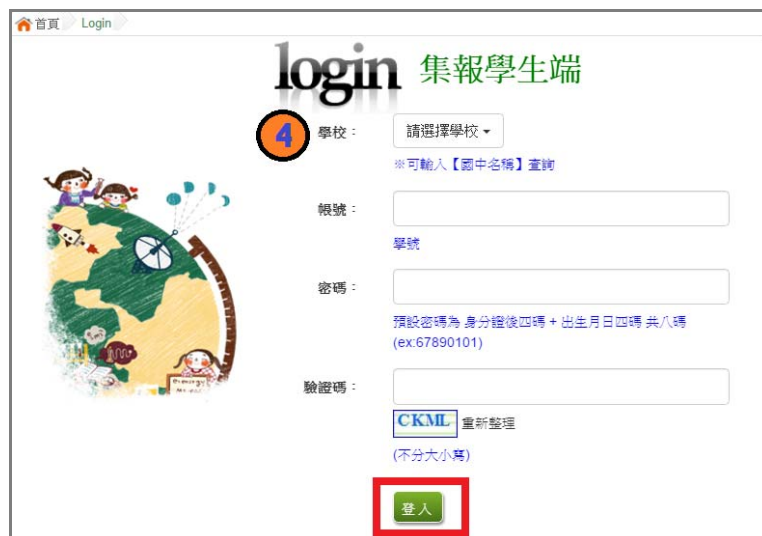 首頁 Login
login 集報學生端
4 學校： 請選擇學校
※可輸入【國中名稱】查詢
帳號：
學號
密碼：
預設密碼為 身分證後四碼 + 出生月日四碼 共八碼
(ex:67890101)
驗證碼：
CKML 重新整理
(不分大小寫)
登入